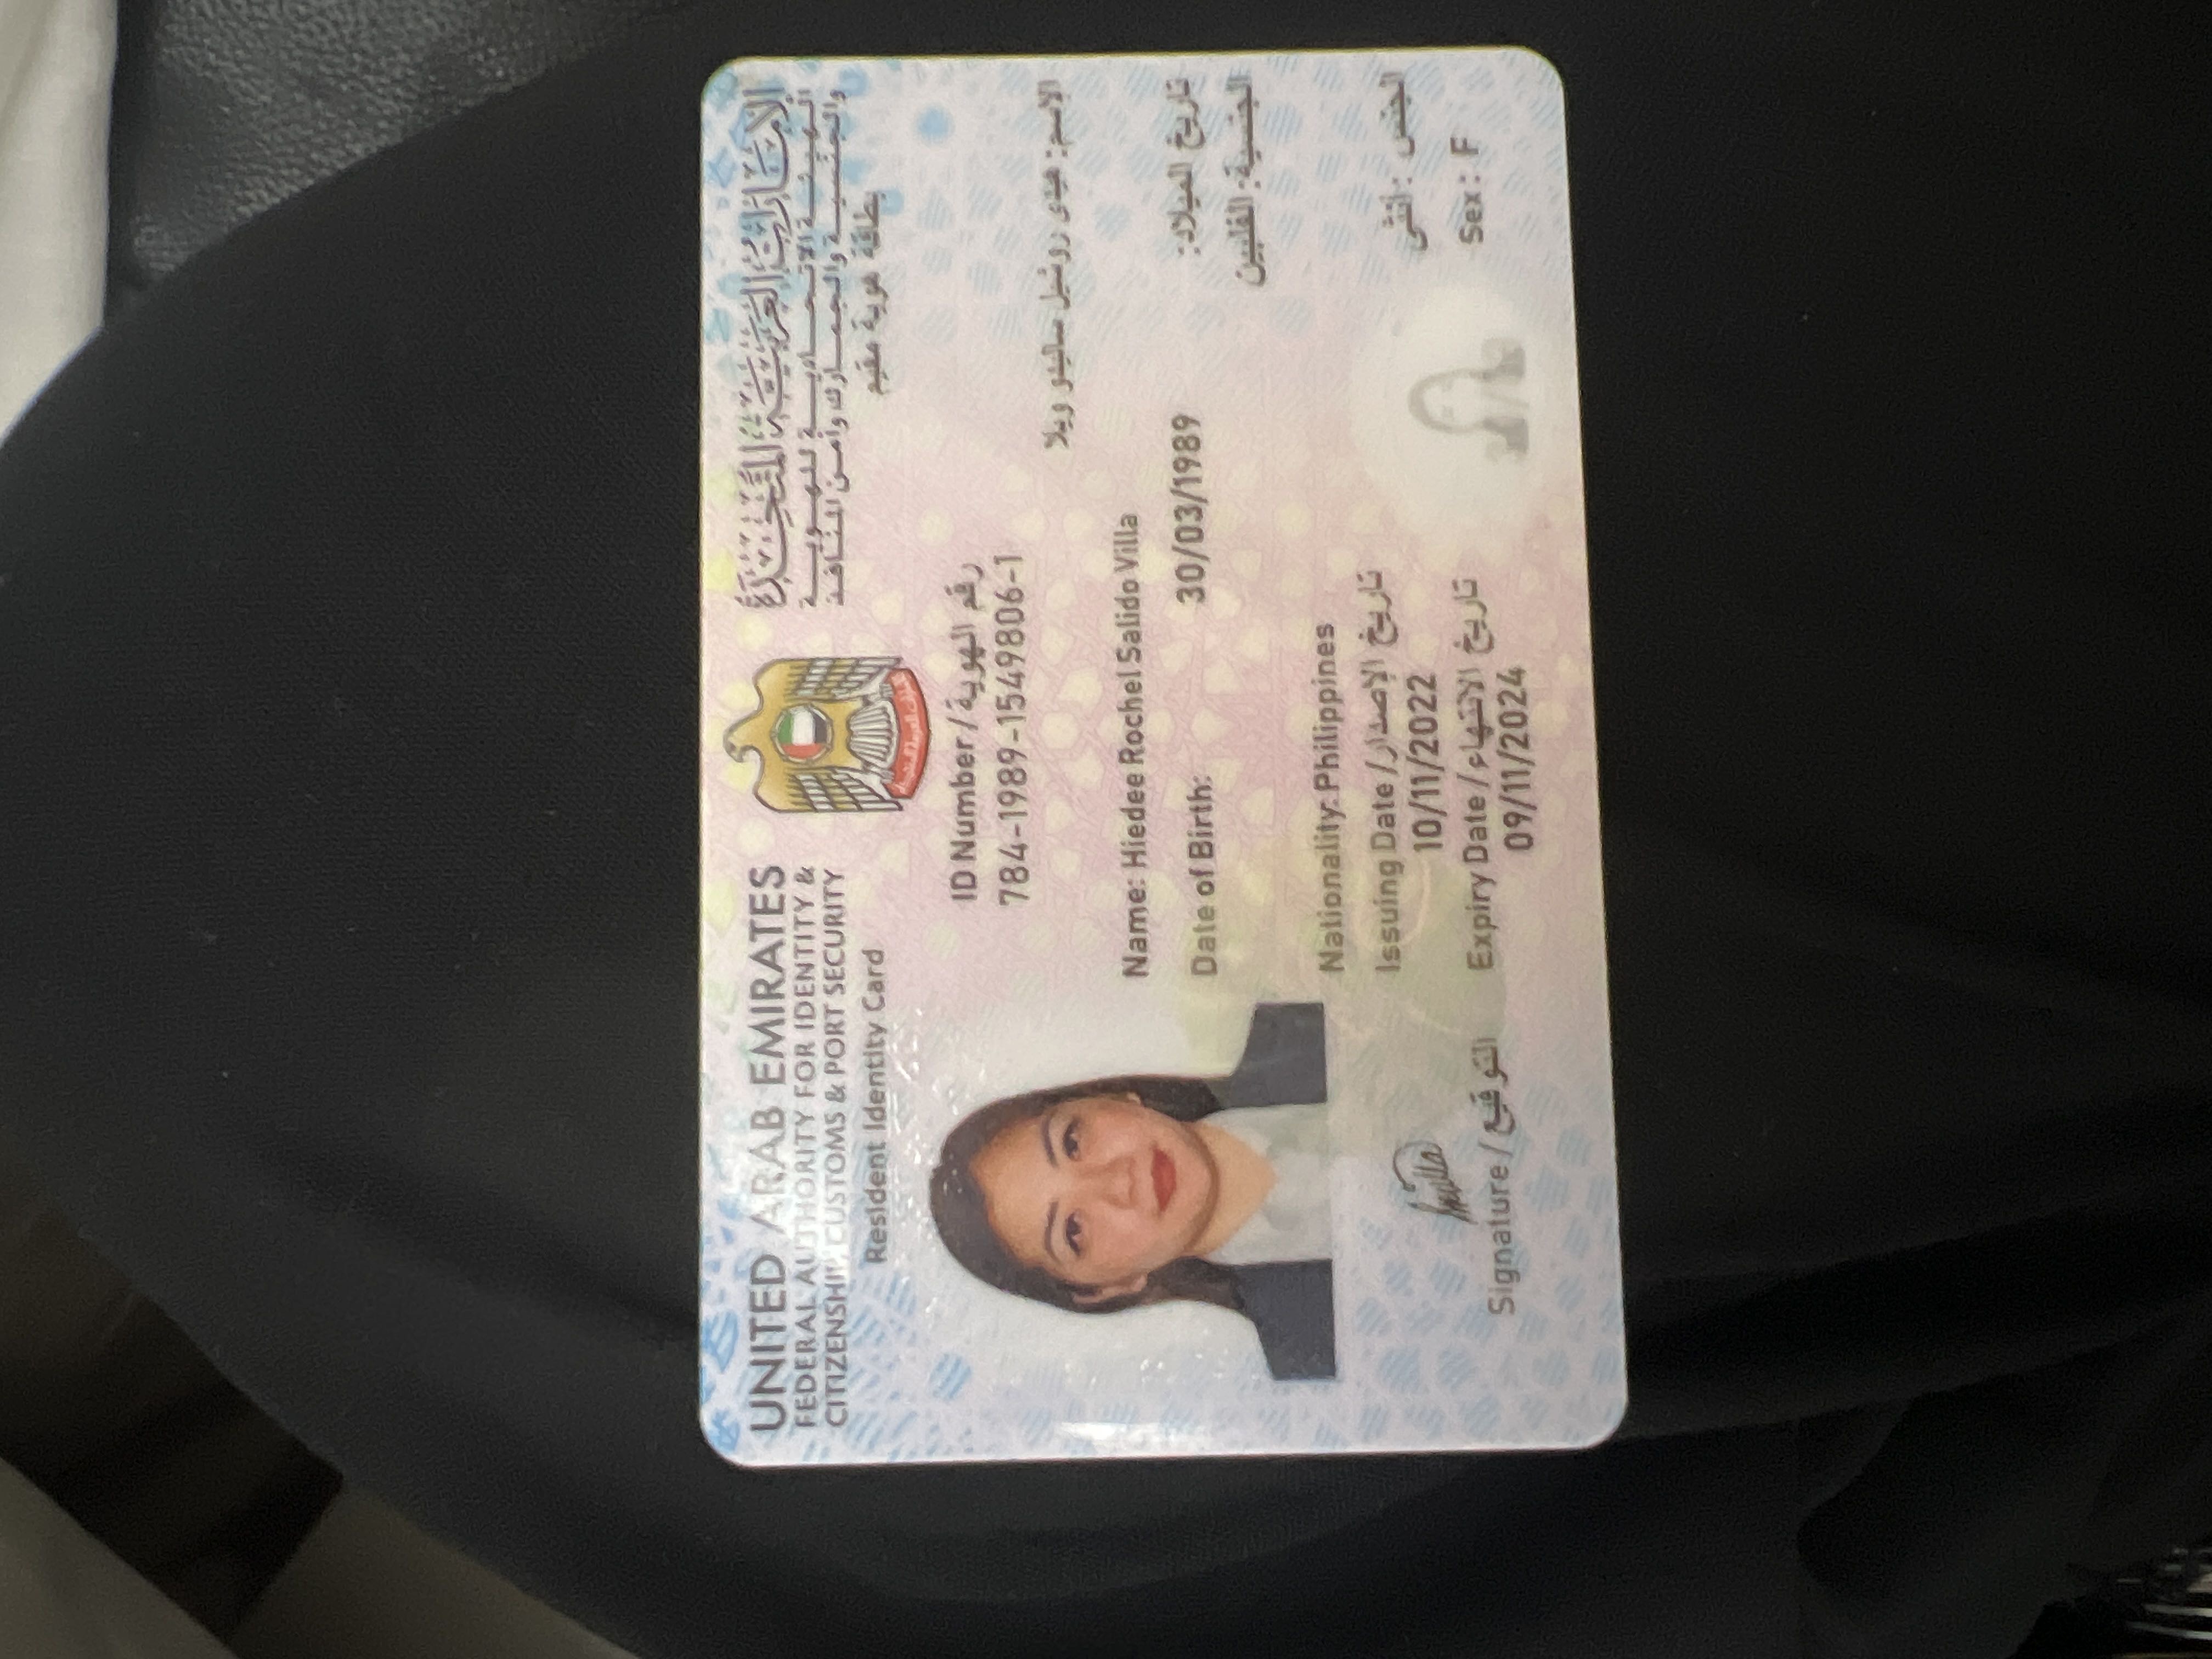 UNITED ARAB EMIRATES
FEDERAL AUTHORITY FOR IDENTITY &
CITIZENSHIP, CUSTOMS & PORT SECURITY
Resident Identity Card
الإمارات العربية المتحدة
الهيئة الاتحادية للهوية
والجنسية والجمارك وأمن المنافذ
بطاقة هوية مقيم
ID Number / رقم الهوية
784-1989-1549806-1
الإسم: هيدى روشيل ساليدو ويلا
Name: Hiedee Rochel Salido Villa
Date of Birth: 30/03/1989 تاريخ الميلاد:
الجنسية: الفلبين
Nationality: Philippines
Issuing Date / تاريخ الإصدار
10/11/2022
الجنس : أنثى
Expiry Date / تاريخ الانتهاء
09/11/2024
Sex: F
Signature / التوقيع